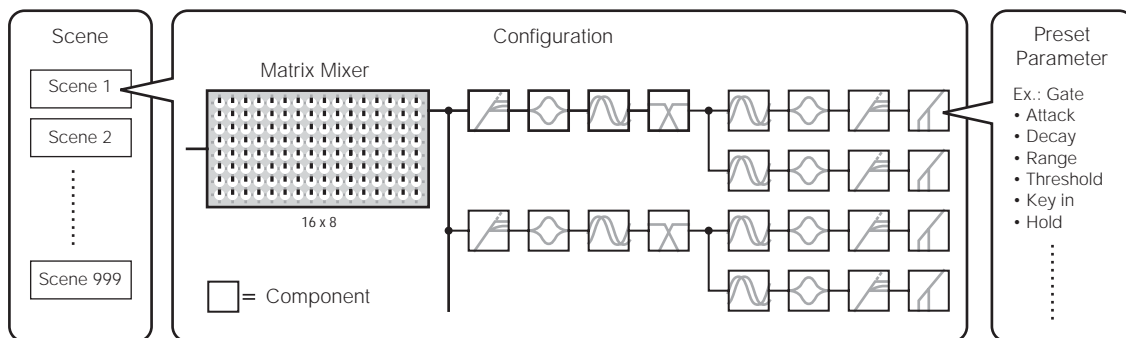 Scene
Scene 1
Scene 2
Scene 999
Configuration
Matrix Mixer
16 x 8
= Component
Preset
Parameter
Ex.: Gate
• Attack
• Decay
• Range
• Threshold
• Key in
• Hold